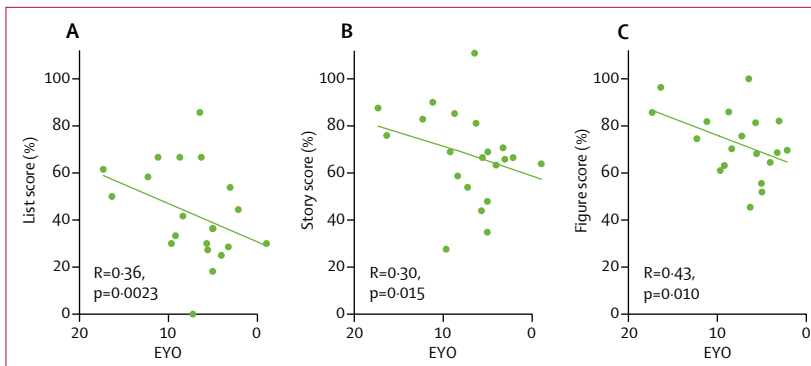 A
List score (%)
100
80
60
40
20
0
R=0·36,
p=0·0023
20
10
0
EYO
B
Story score (%)
100
80
60
40
20
0
R=0·30,
p=0·015
20
10
0
EYO
C
Figure score (%)
100
80
60
40
20
0
R=0·43,
p=0·010
20
10
0
EYO